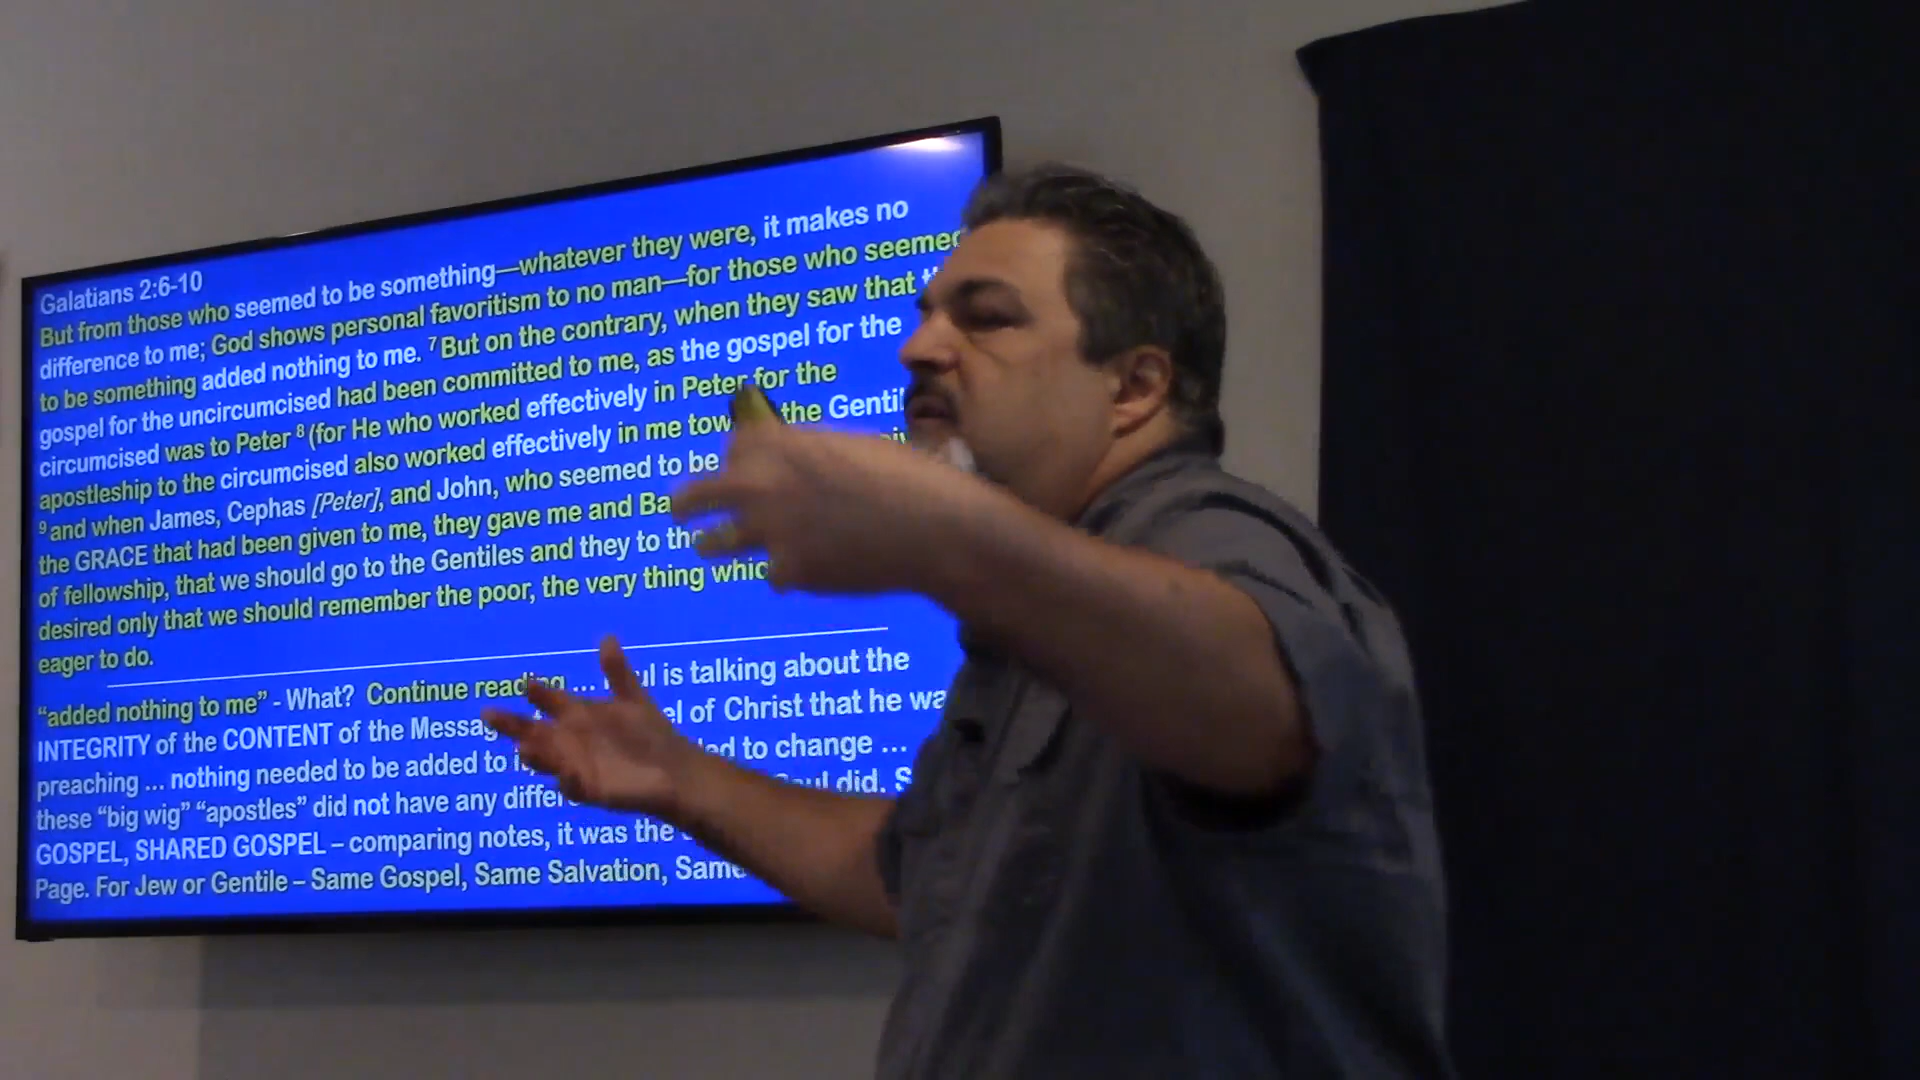 Galatians 2:6-10
But from those who seemed to be something—whatever they were, it makes no
difference to me; God shows personal favoritism to no man—for those who seemed
to be something added nothing to me. 7 But on the contrary, when they saw that
gospel for the uncircumcised had been committed to me, as the gospel for the
circumcised was to Peter 8 (for He who worked effectively in Peter for the
apostleship to the circumcised also worked effectively in me the
9 and when James, Cephas [Peter], and John, who seemed to be
the GRACE that had been given to me, they gave me and
of fellowship, that we should go to the Gentiles and they to
desired only that we should remember the poor, the very thing
eager to do.
“added nothing to me” - What? Continue reading ... is talking about the
INTEGRITY of the CONTENT of the of Christ that he
preaching ... nothing needed to be added to to change ...
these “big wig” “apostles” did not have any did.
GOSPEL, SHARED GOSPEL – comparing notes, it was the
Page. For Jew or Gentile – Same Gospel, Same Salvation, Same